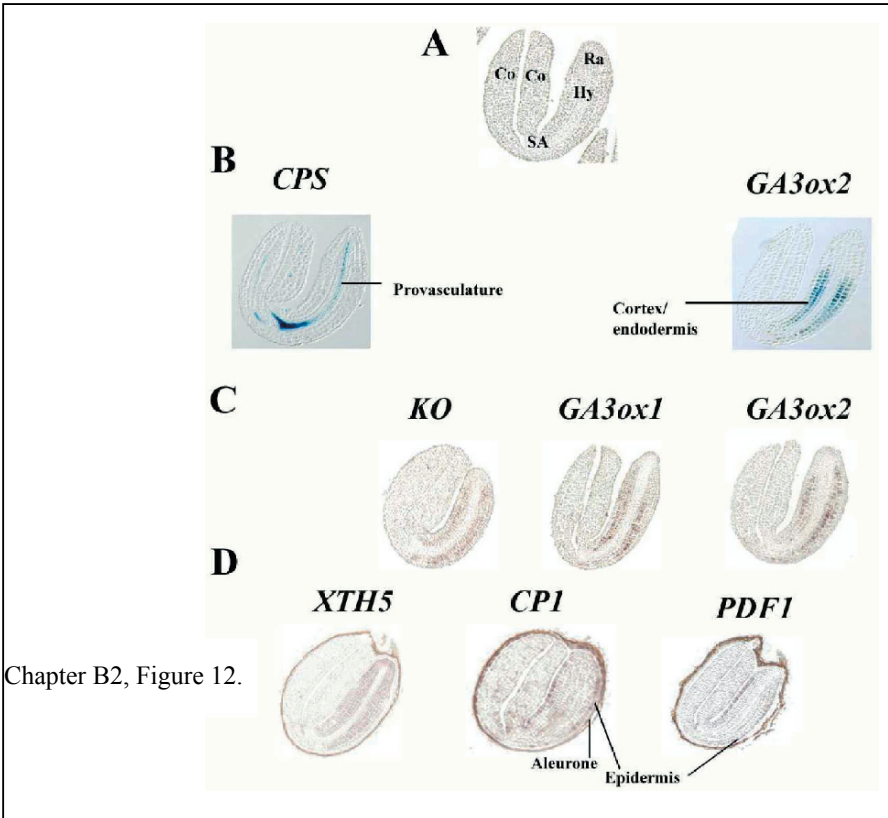 A
Co Co Ra
Hy
SA
B
CPS GA3ox2
Provasculature
Cortex/
endodermis
C
KO GA3ox1 GA3ox2
D
XTH5 CP1 PDF1
Chapter B2, Figure 12.
Aleurone Epidermis